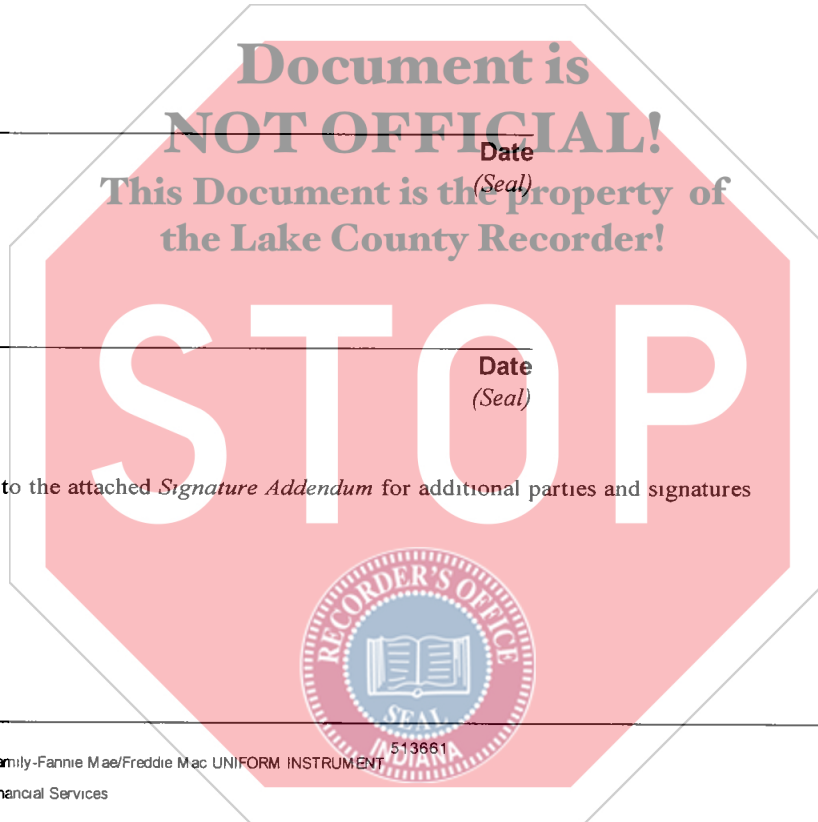 Document is
NOT OFFICIAL!
Date
(Seal)
This Document is the property of
the Lake County Recorder!
STOP
Date
(Seal)
to the attached Signature Addendum for additional parties and signatures
RECORDER'S OFFICE
SEAL
INDIANA
513661
amily-Fannie Mae/Freddie Mac UNIFORM INSTRUMENT
nancial Services